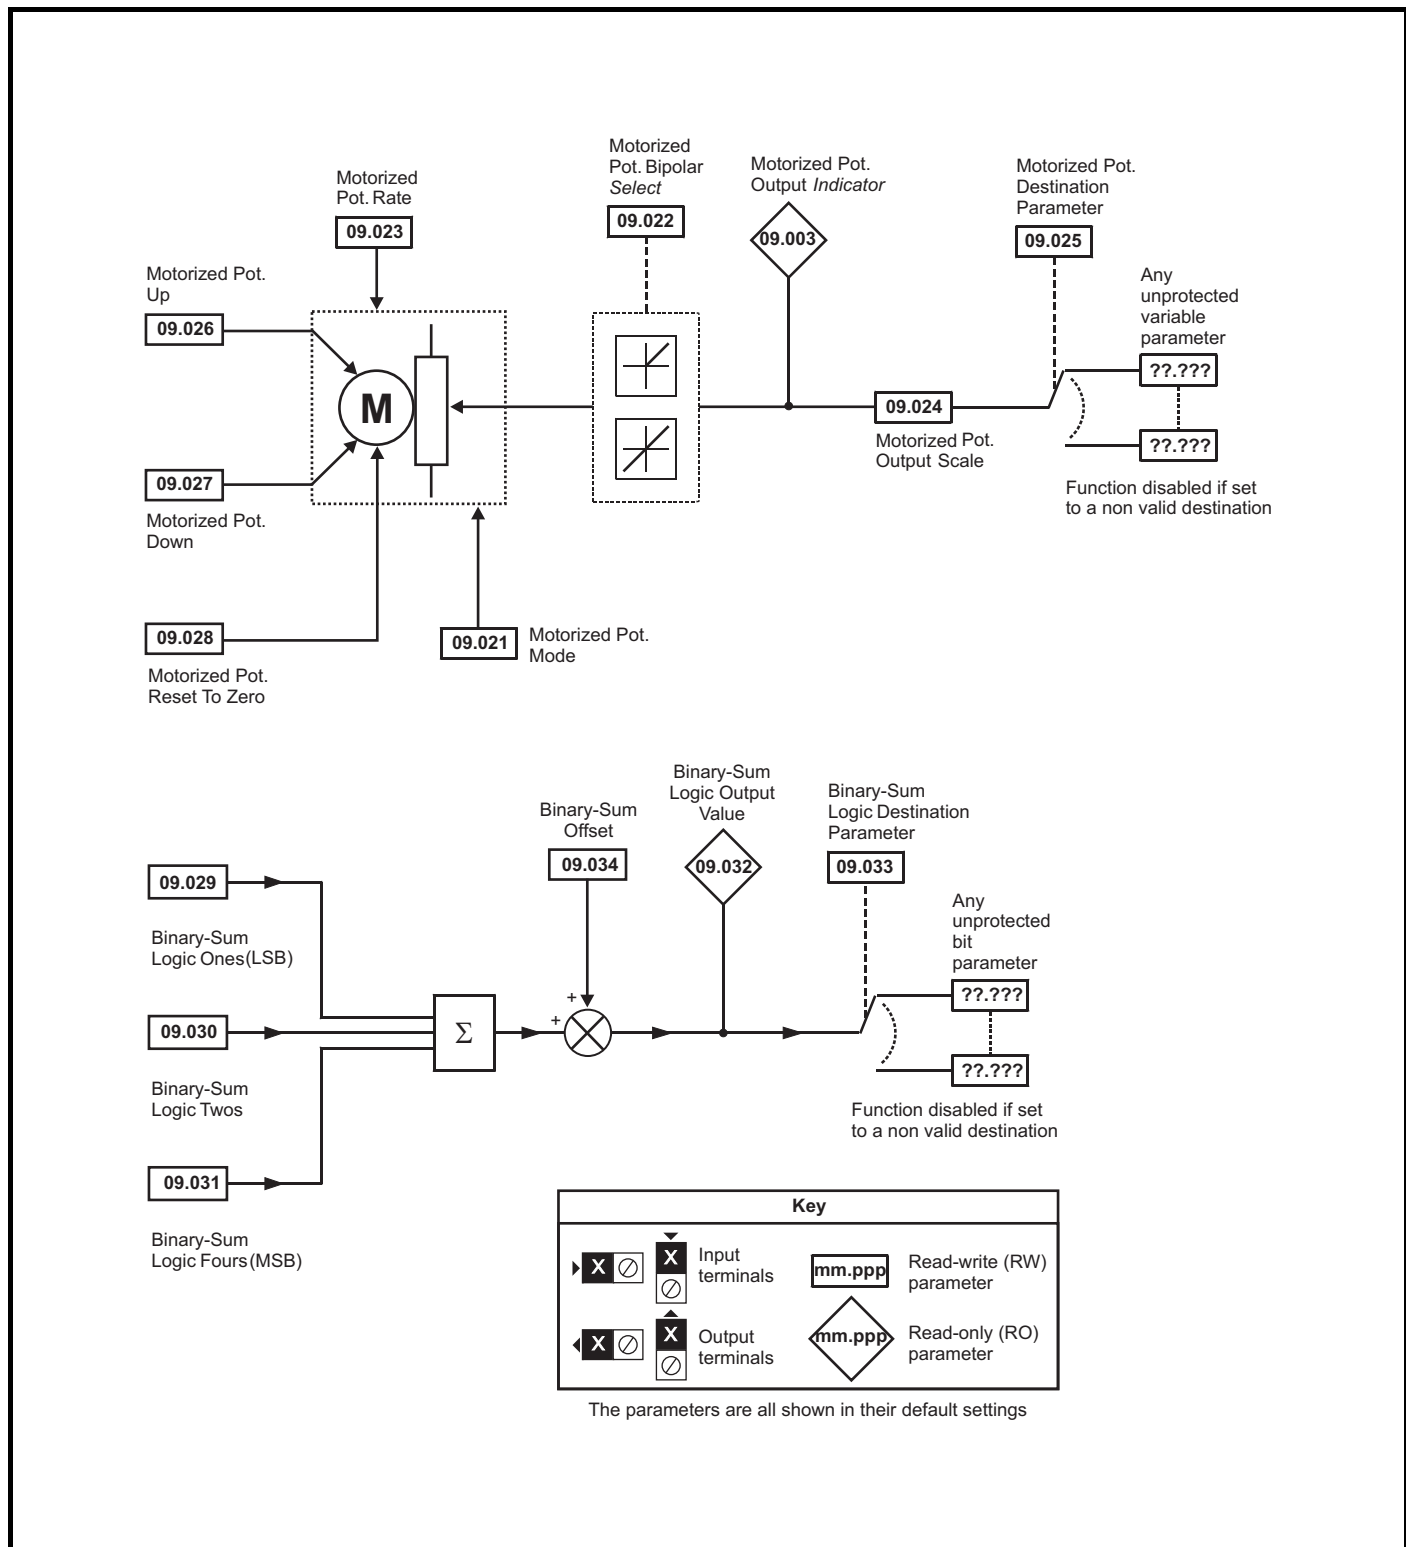 Motorized
Pot. Rate
09.023
Motorized
Pot. Bipolar
Select
09.022
Motorized Pot.
Output Indicator
09.003
Motorized Pot.
Destination
Parameter
09.025
Motorized Pot.
Up
09.026
Any
unprotected
variable
parameter
??.???
??.???
M
09.024
Motorized Pot.
Output Scale
Function disabled if set
to a non valid destination
09.027
Motorized Pot.
Down
09.028
Motorized Pot.
Reset To Zero
09.021
Motorized Pot.
Mode
Binary-Sum
Offset
09.034
Binary-Sum
Logic Output
Value
09.032
Binary-Sum
Logic Destination
Parameter
09.033
09.029
Binary-Sum
Logic Ones(LSB)
Any
unprotected
bit
parameter
??.???
??.???
+
+
Σ
09.030
Binary-Sum
Logic Twos
Function disabled if set
to a non valid destination
09.031
Binary-Sum
Logic Fours(MSB)
Key
X
X
Input
terminals
mm.ppp
Read-write (RW)
parameter
X
X
Output
terminals
mm.ppp
Read-only (RO)
parameter
The parameters are all shown in their default settings